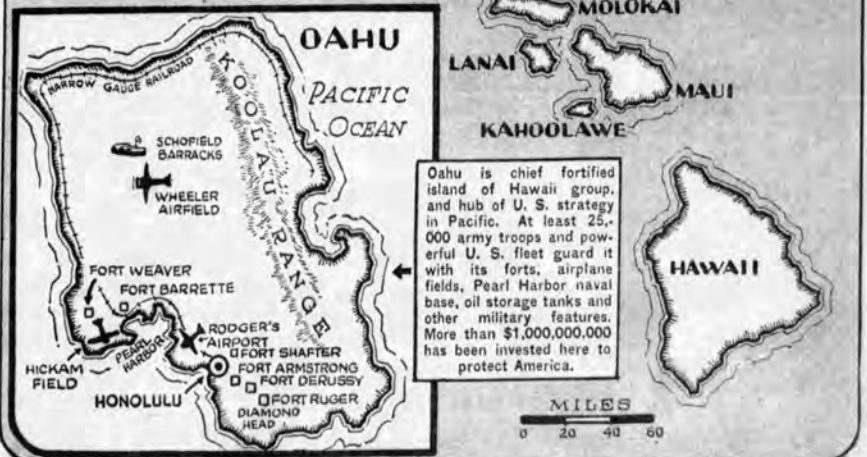 OAHU
NARROW GAUGE RAILROAD
KOOLAU RANGE
PACIFIC
OCEAN
SCHOFIELD
BARRACKS
WHEELER
AIRFIELD
FORT WEAVER
FORT BARRETTE
PEARL
HARBOR
HICKAM
FIELD
RODGER'S
AIRPORT
FORT SHAFTER
FORT ARMSTRONG
FORT DERUSSY
FORT RUGER
HONOLULU
DIAMOND
HEAD
MOLOKAI
LANAI
MAUI
KAHOOLAWE
Oahu is chief fortified
island of Hawaii group,
and hub of U. S. strategy
in Pacific. At least 25,-
000 army troops and pow-
erful U. S. fleet guard it
with its forts, airplane
fields, Pearl Harbor naval
base, oil storage tanks and
other military features.
More than $1,000,000,000
has been invested here to
protect America.
HAWAII
MILES
0 20 40 60